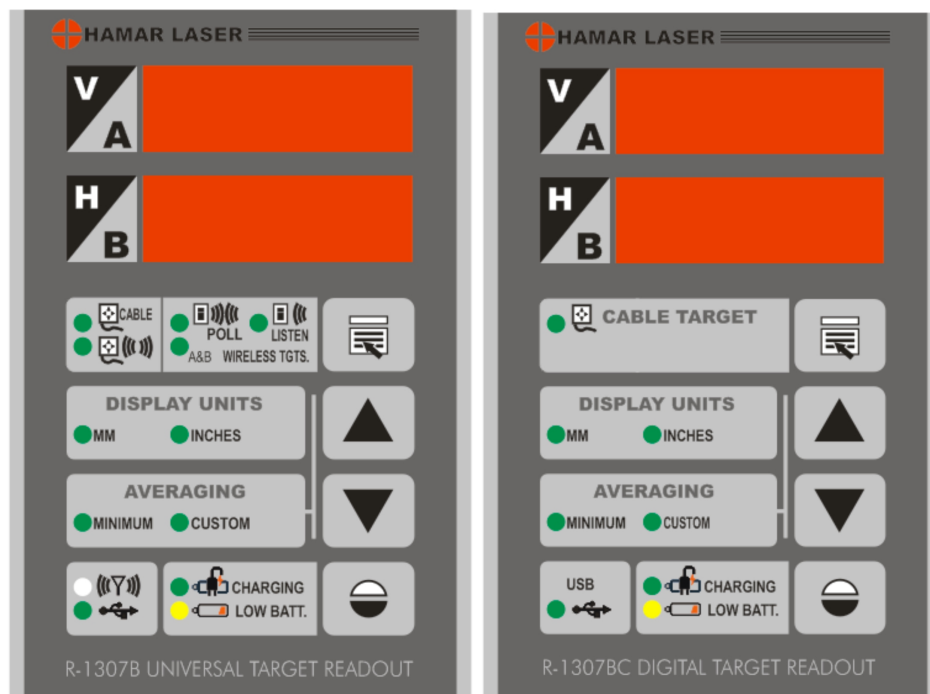 HAMAR LASER
V
A
H
B
CABLE
POLL
LISTEN
A&B WIRELESS TGTS.
DISPLAY UNITS
MM INCHES
AVERAGING
MINIMUM CUSTOM
CHARGING
LOW BATT.
R-1307B UNIVERSAL TARGET READOUT
HAMAR LASER
V
A
H
B
CABLE TARGET
DISPLAY UNITS
MM INCHES
AVERAGING
MINIMUM CUSTOM
USB
CHARGING
LOW BATT.
R-1307BC DIGITAL TARGET READOUT